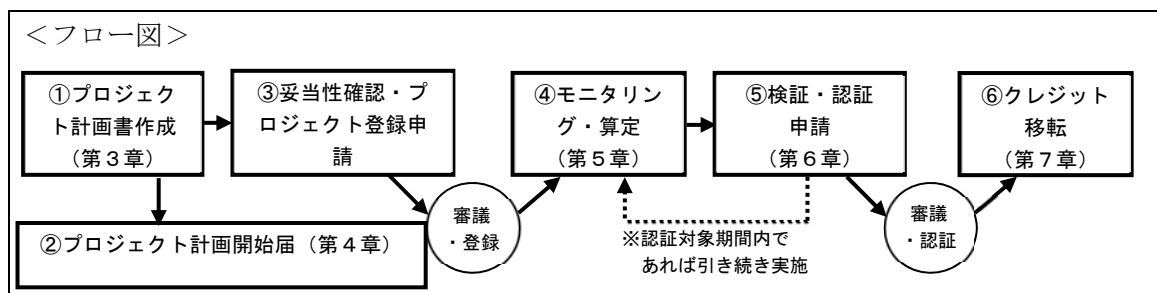 ＜フロー図＞
①プロジェク
ト計画書作成
（第３章）
③妥当性確認・プ
ロジェクト登録申
請
④モニタリン
グ・算定
（第５章）
⑤検証・認証
申請
（第６章）
⑥クレジット
移転
（第７章）
②プロジェクト計画開始届（第４章）
審議
・登録
※認証対象期間内で
あれば引き続き実施
審議
・認証